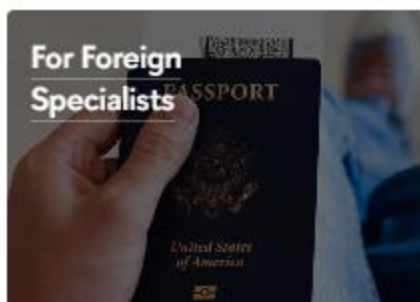 For Foreign
Specialists
PASSPORT
United States
of America